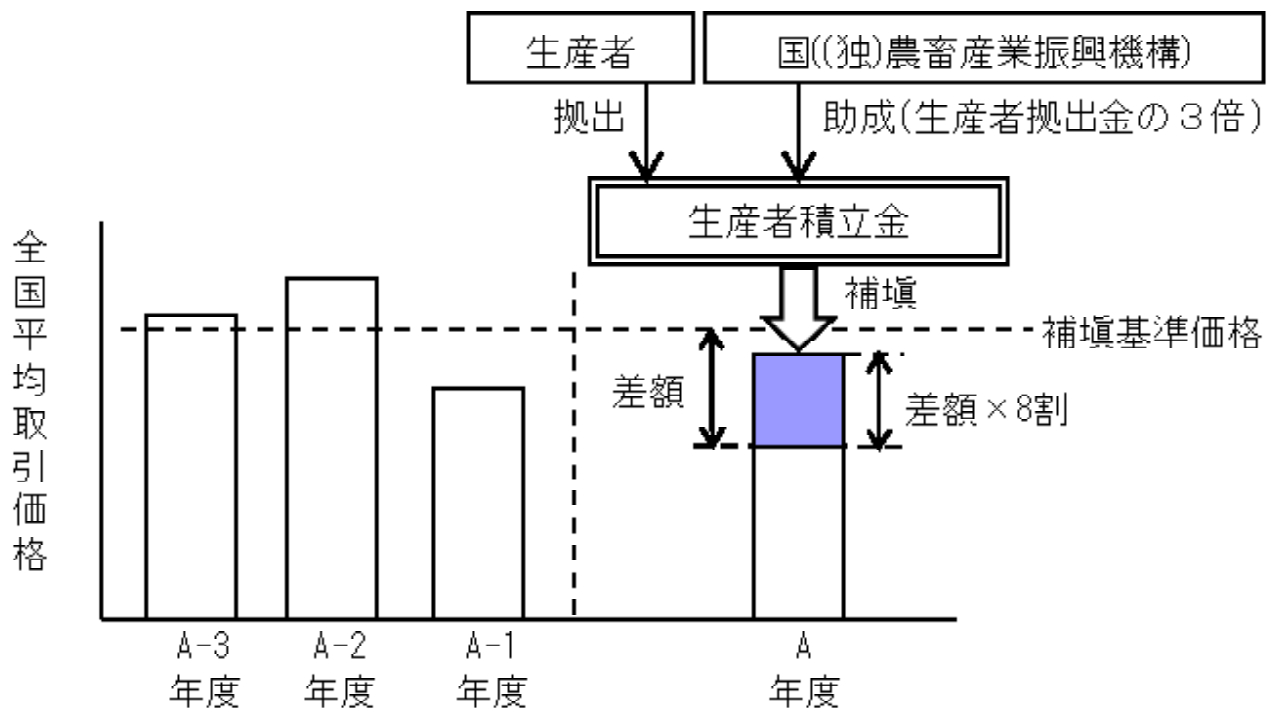 生産者
国((独)農畜産業振興機構)
拠出
助成(生産者拠出金の３倍)
生産者積立金
補塡
全国平均取引価格
補塡基準価格
差額
差額×8割
A-3
年度
A-2
年度
A-1
年度
A
年度